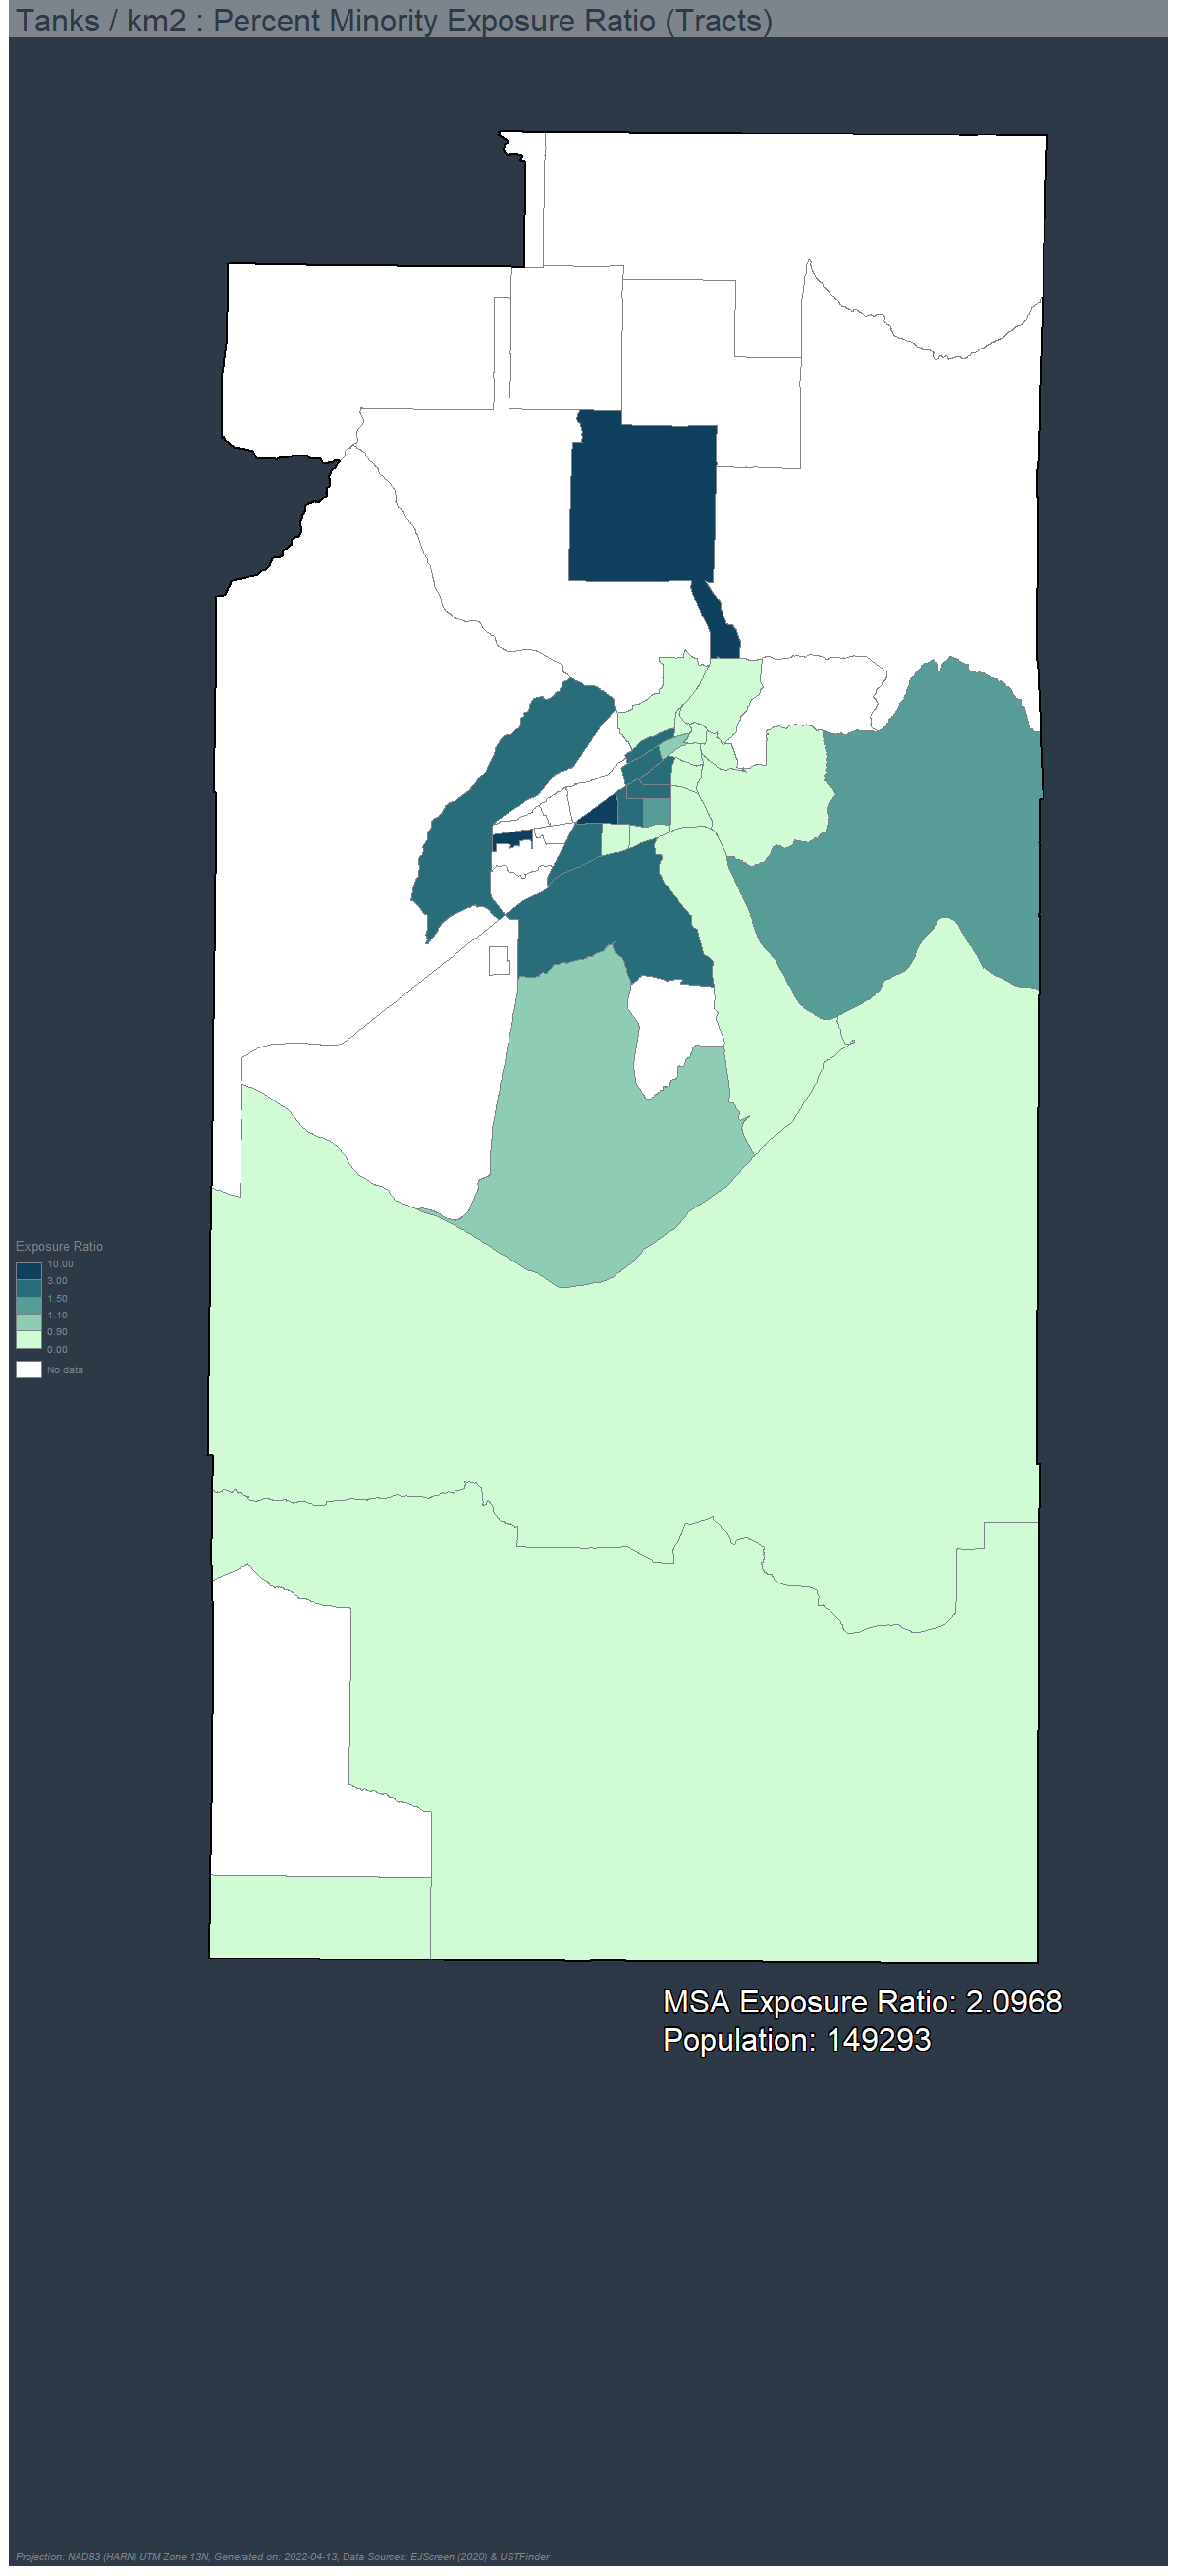 Tanks / km2 : Percent Minority Exposure Ratio (Tracts)
Exposure Ratio
10.00
3.00
1.50
1.10
0.90
0.00
No data
MSA Exposure Ratio: 2.0968
Population: 149293
Projection: NAD83 (HARN) UTM Zone 13N, Generated on: 2022-04-13, Data Sources: EJScreen (2020) & USTFinder